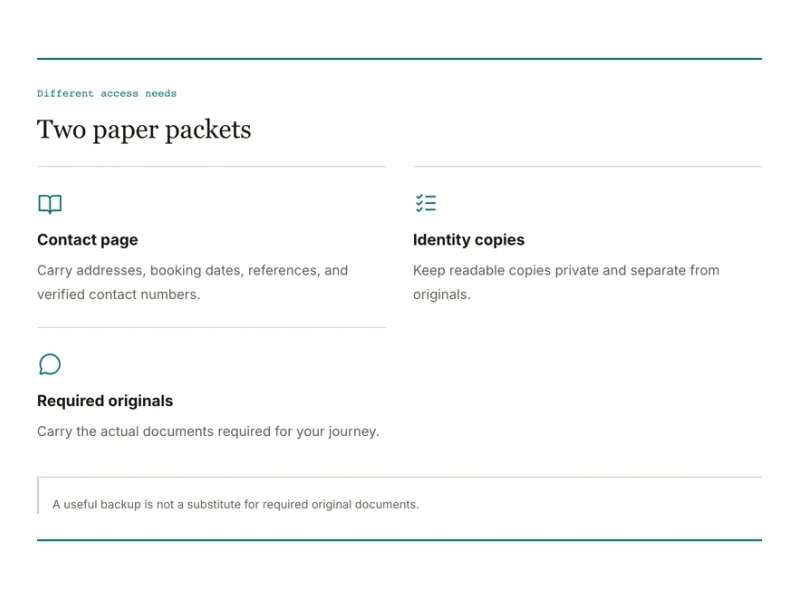 Different access needs
Two paper packets
Contact page
Carry addresses, booking dates, references, and
verified contact numbers.
Identity copies
Keep readable copies private and separate from
originals.
Required originals
Carry the actual documents required for your journey.
A useful backup is not a substitute for required original documents.